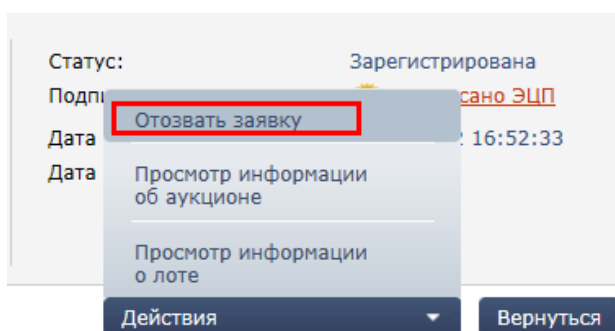 Статус: Зарегистрирована
сано ЭЦП
Отозвать заявку
Дата 16:52:33
Дата Просмотр информации
об аукционе
Просмотр информации
о лоте
Действия Вернуться